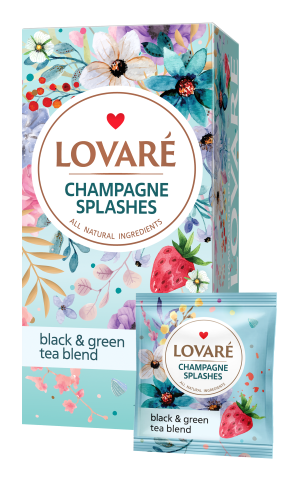 LOVARÉ
CHAMPAGNE
SPLASHES
ALL NATURAL INGREDIENTS
black & green
tea blend
LOVARÉ
CHAMPAGNE
SPLASHES
ALL NATURAL INGREDIENTS
black & green
tea blend